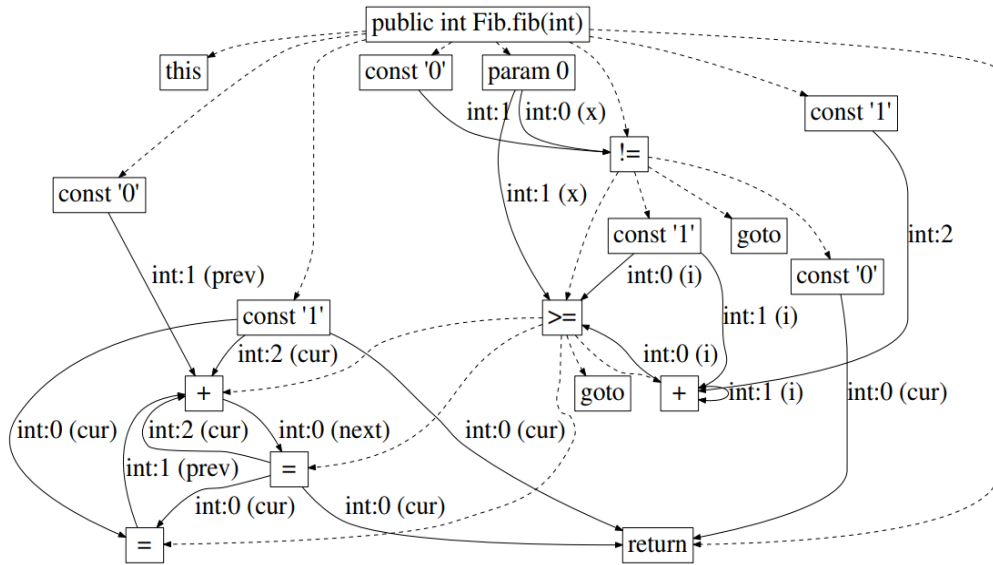 public int Fib.fib(int)
this
const '0'
param 0
const '1'
int:1
int:0 (x)
!=
const '0'
int:1 (x)
const '1'
goto
int:2
const '0'
int:1 (prev)
int:0 (i)
const '1'
>=
int:1 (i)
int:2 (cur)
int:0 (i)
+
goto
+
int:1 (i)
int:0 (cur)
int:0 (cur)
int:2 (cur)
int:0 (next)
int:0 (cur)
int:1 (prev)
=
int:0 (cur)
int:0 (cur)
=
return